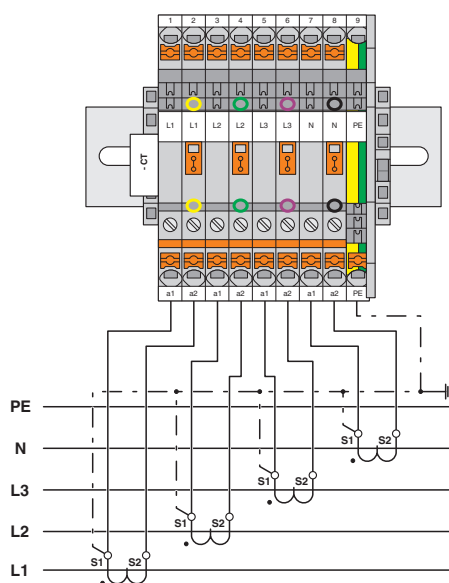 1 2 3 4 5 6 7 8 9
L1 L1 L2 L2 L3 L3 N N PE
- CT
a1 a2 a1 a2 a1 a2 a1 a2 PE
PE
S1 S2
N
S1 S2
L3
S1 S2
L2
S1 S2
L1